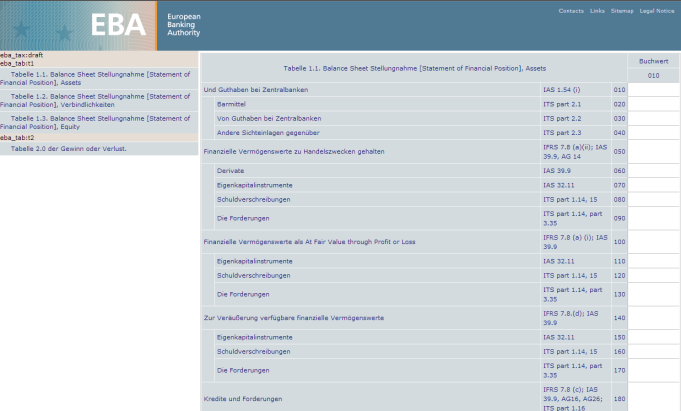 Contacts Links Sitemap Legal Notice
EBA European
Banking
Authority
eba_tax:draft
eba_tab:t1
Tabelle 1.1. Balance Sheet Stellungnahme [Statement of
Financial Position], Assets
Tabelle 1.2. Balance Sheet Stellungnahme [Statement of
Financial Position], Verbindlichkeiten
Tabelle 1.3. Balance Sheet Stellungnahme [Statement of
Financial Position], Equity
eba_tab:t2
Tabelle 2.0 der Gewinn oder Verlust.
Tabelle 1.1. Balance Sheet Stellungnahme [Statement of Financial Position], Assets
Buchwert
010
Und Guthaben bei Zentralbanken IAS 1.54 (i) 010
Barmittel ITS part 2.1 020
Von Guthaben bei Zentralbanken ITS part 2.2 030
Andere Sichteinlagen gegenüber ITS part 2.3 040
Finanzielle Vermögenswerte zu Handelszwecken gehalten IFRS 7.8 (a)(ii); IAS
39.9, AG 14 050
Derivate IAS 39.9 060
Eigenkapitalinstrumente IAS 32.11 070
Schuldverschreibungen ITS part 1.14, 15 080
Die Forderungen ITS part 1.14, part
3.35 090
Finanzielle Vermögenswerte als At Fair Value through Profit or Loss IFRS 7.8 (a) (i); IAS
39.9 100
Eigenkapitalinstrumente IAS 32.11 110
Schuldverschreibungen ITS part 1.14, 15 120
Die Forderungen ITS part 1.14, part
3.35 130
Zur Veräußerung verfügbare finanzielle Vermögenswerte IFRS 7.8.(d); IAS
39.9 140
Eigenkapitalinstrumente IAS 32.11 150
Schuldverschreibungen ITS part 1.14, 15 160
Die Forderungen ITS part 1.14, part
3.35 170
Kredite und Forderungen IFRS 7.8 (c); IAS
39.9, AG16, AG26; 180
ITS part 1.16